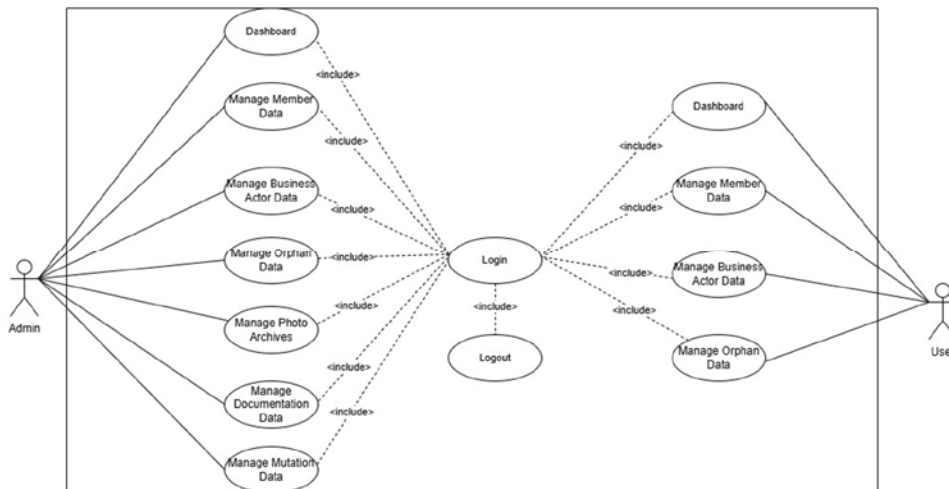 Dashboard
<include>
Manage Member
Data
<include>
Manage Business
Actor Data
<include>
Manage Orphan
Data
<include>
Manage Photo
Archives
<include>
Manage
Documentation
Data
<include>
Manage Mutation
Data
<include>
Admin
Login
<include>
Logout
Dashboard
<include>
Manage Member
Data
<include>
Manage Business
Actor Data
<include>
Manage Orphan
Data
<include>
Use